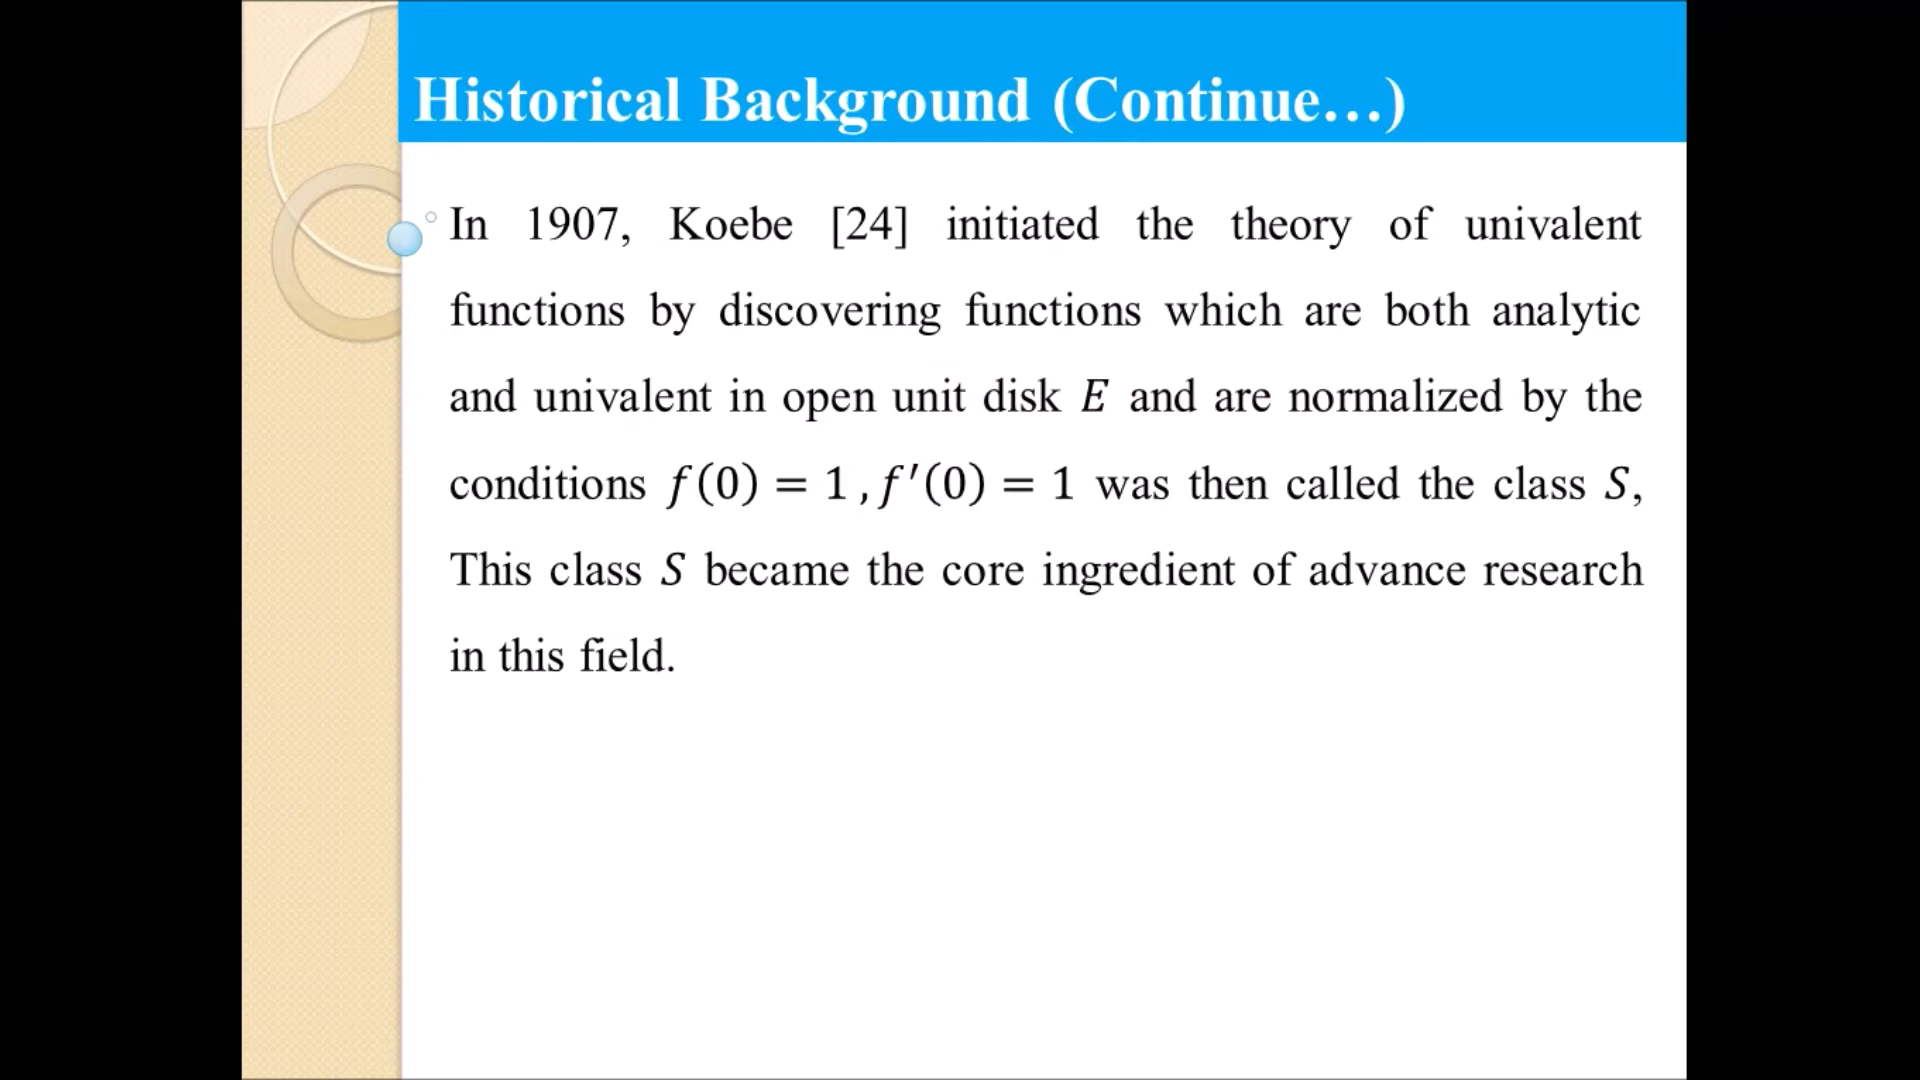 Historical Background (Continue…)
In 1907, Koebe [24] initiated the theory of univalent
functions by discovering functions which are both analytic
and univalent in open unit disk E and are normalized by the
conditions f(0) = 1 , f′(0) = 1 was then called the class S,
This class S became the core ingredient of advance research
in this field.